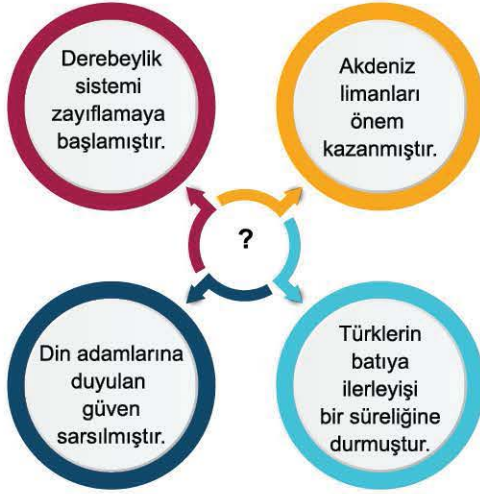 Derebeylik
sistemi
zayıflamaya
başlamıştır.
Akdeniz
limanları
önem
kazanmıştır.
?
Din adamlarına
duyulan
güven
sarsılmıştır.
Türklerin
batıya
ilerleyişi
bir süreliğine
durmuştur.